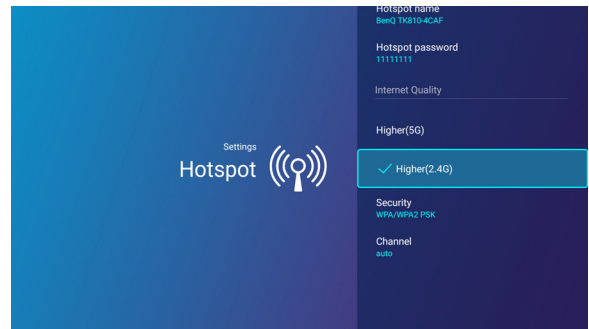 Settings
Hotspot
Hotspot name
BenQ TK810-4CAF
Hotspot password
11111111
Internet Quality
Higher(5G)
Higher(2.4G)
Security
WPA/WPA2 PSK
Channel
auto